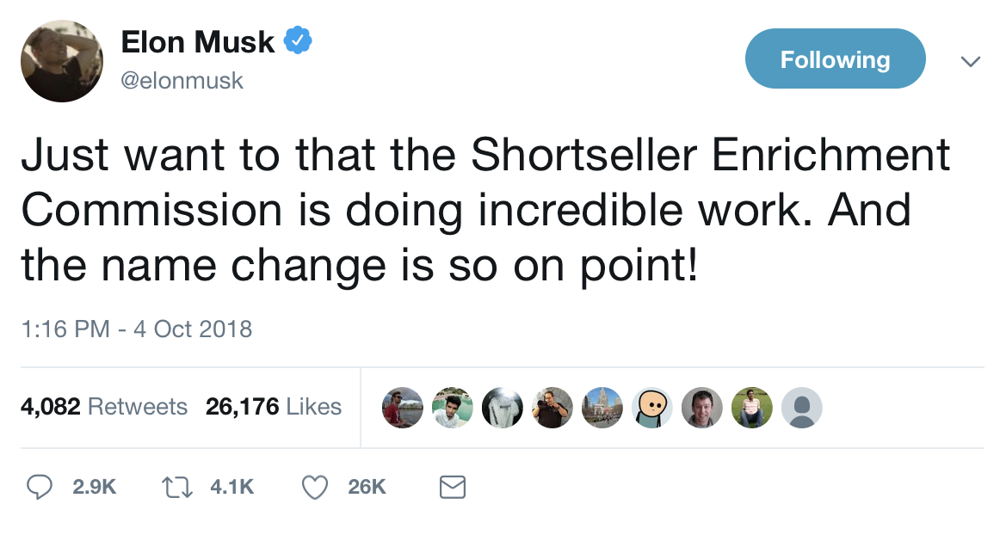 Elon Musk
@elonmusk
Following
Just want to that the Shortseller Enrichment
Commission is doing incredible work. And
the name change is so on point!
1:16 PM - 4 Oct 2018
4,082 Retweets 26,176 Likes
2.9K 4.1K 26K